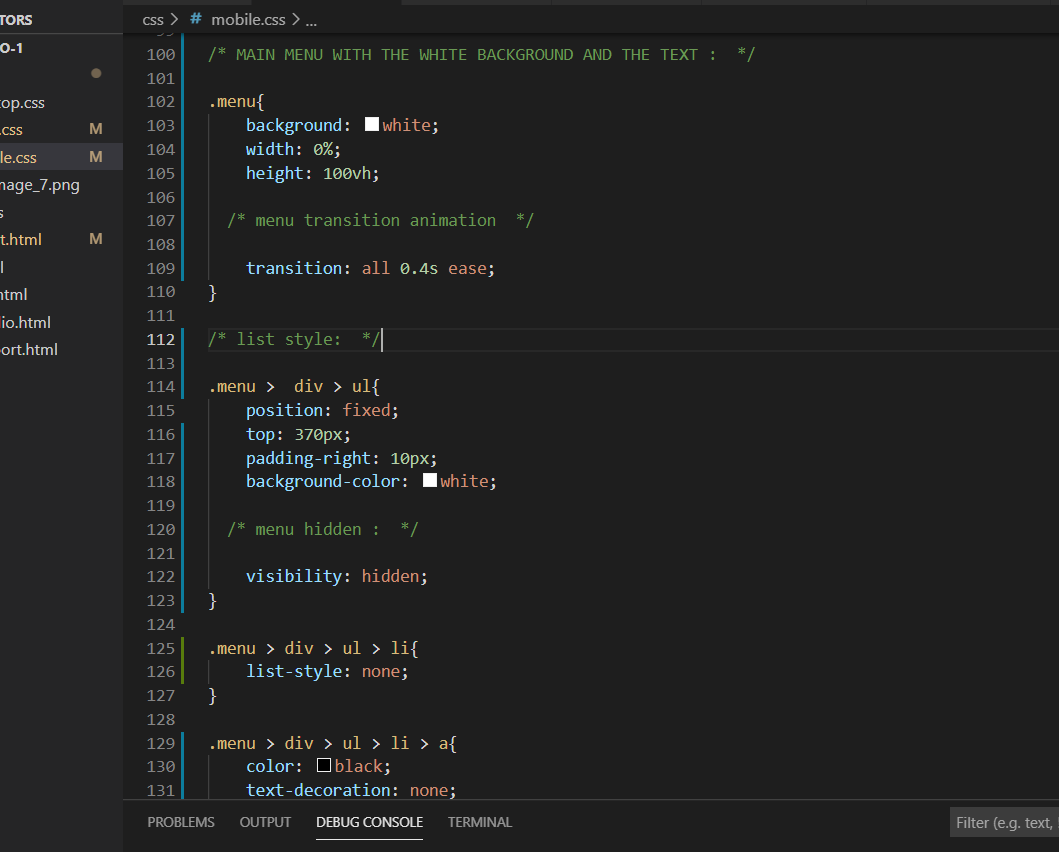 TORS
O-1
top.css
.css M
le.css M
mage_7.png
s
t.html M
l
html
io.html
port.html
css > # mobile.css > ...
99
100 /* MAIN MENU WITH THE WHITE BACKGROUND AND THE TEXT :  */
101
102 .menu{
103     background: white;
104     width: 0%;
105     height: 100vh;
106
107   /* menu transition animation  */
108
109     transition: all 0.4s ease;
110 }
111
112 /* list style:  */
113
114 .menu >  div > ul{
115     position: fixed;
116     top: 370px;
117     padding-right: 10px;
118     background-color: white;
119
120   /* menu hidden :  */
121
122     visibility: hidden;
123 }
124
125 .menu > div > ul > li{
126     list-style: none;
127 }
128
129 .menu > div > ul > li > a{
130     color: black;
131     text-decoration: none;
PROBLEMS OUTPUT DEBUG CONSOLE TERMINAL Filter (e.g. text,